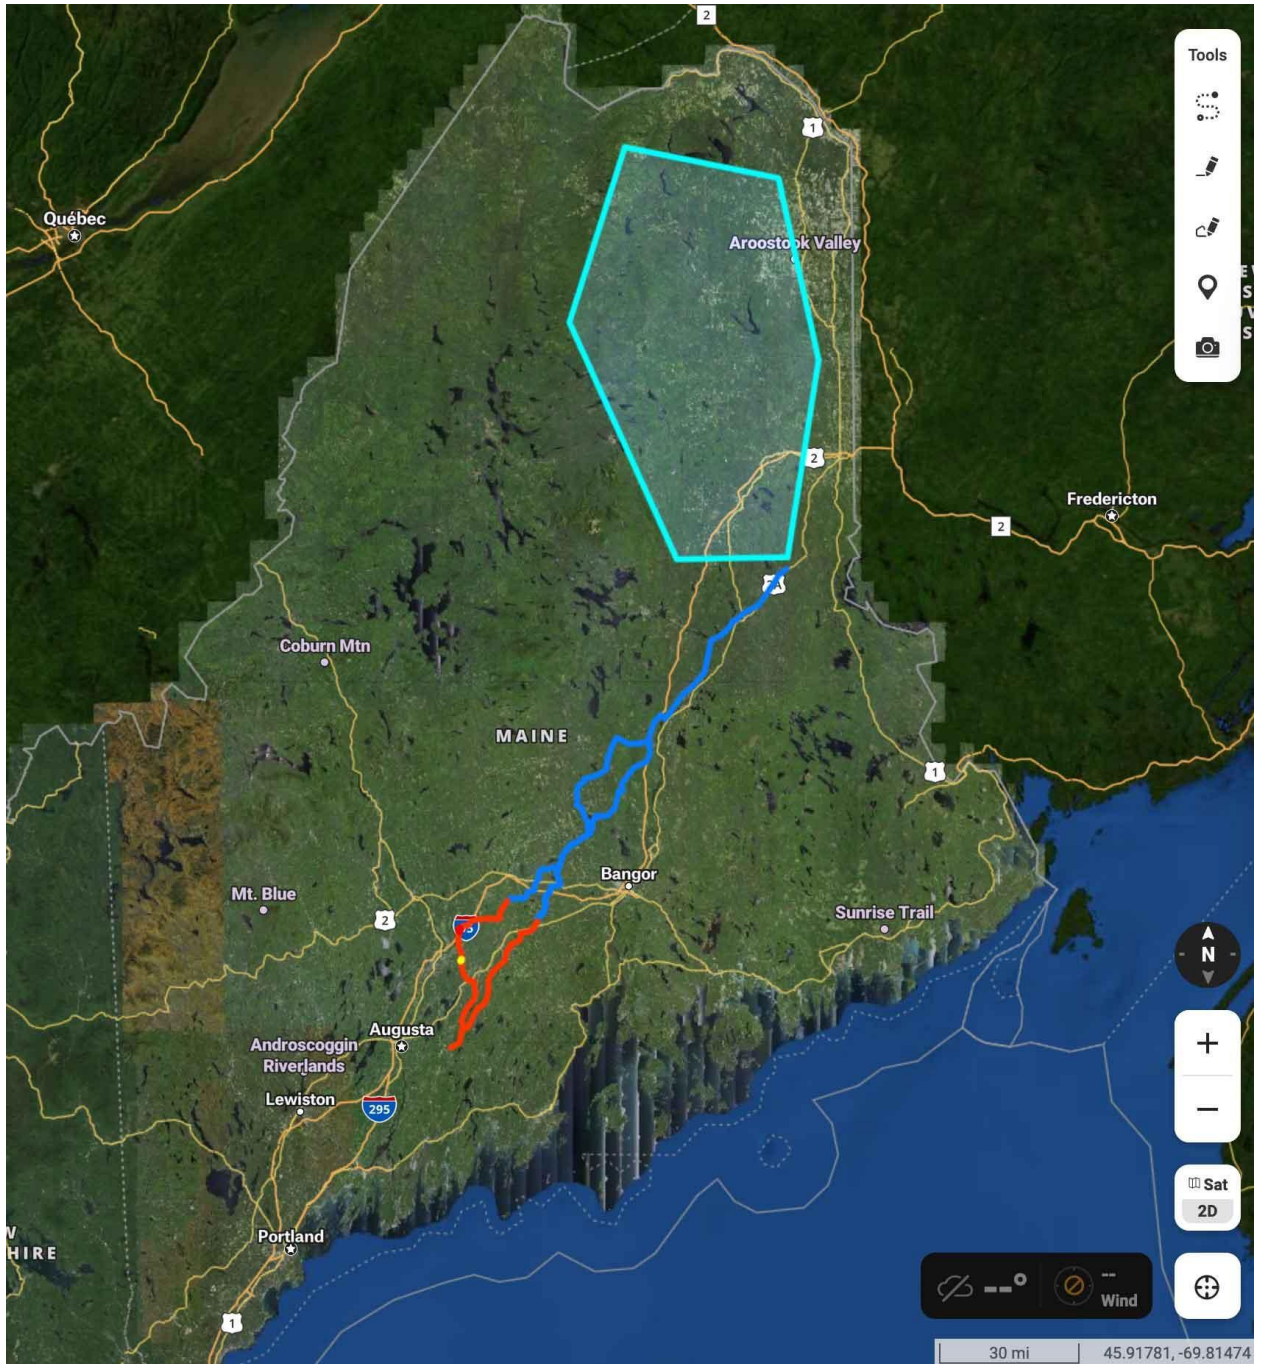 2
Tools
1
Québec
Aroostook Valley
2
Fredericton
2
Coburn Mtn
MAINE
1
Bangor
Mt. Blue
2
Sunrise Trail
N
Augusta
Androscoggin
Riverlands
Lewiston
295
Sat
2D
Portland
HIRE
--°
--
Wind
1
30 mi
45.91781, -69.81474